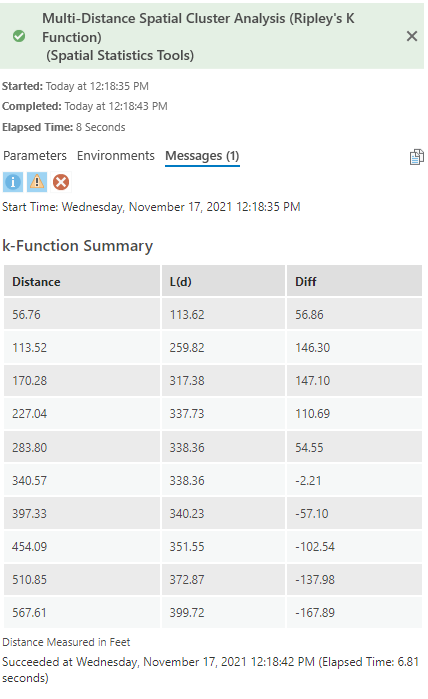 Multi-Distance Spatial Cluster Analysis (Ripley's K
Function)
(Spatial Statistics Tools)
Started: Today at 12:18:35 PM
Completed: Today at 12:18:43 PM
Elapsed Time: 8 Seconds
Parameters Environments Messages (1)
Start Time: Wednesday, November 17, 2021 12:18:35 PM
k-Function Summary
Distance L(d) Diff
56.76 113.62 56.86
113.52 259.82 146.30
170.28 317.38 147.10
227.04 337.73 110.69
283.80 338.36 54.55
340.57 338.36 -2.21
397.33 340.23 -57.10
454.09 351.55 -102.54
510.85 372.87 -137.98
567.61 399.72 -167.89
Distance Measured in Feet
Succeeded at Wednesday, November 17, 2021 12:18:42 PM (Elapsed Time: 6.81
seconds)